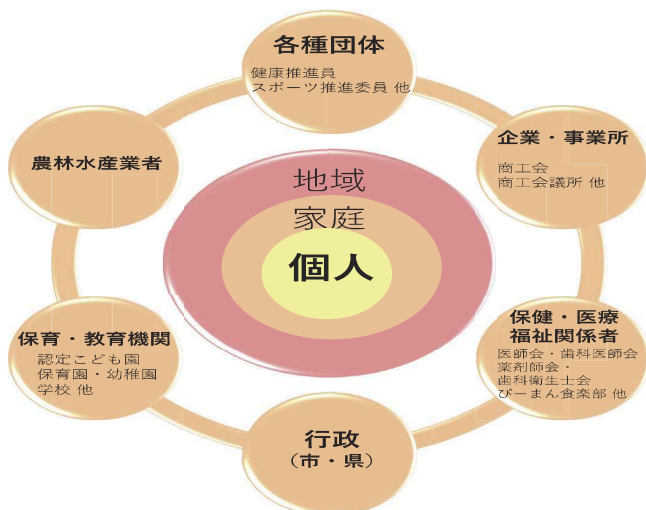 各種団体
健康推進員
スポーツ推進委員 他
企業・事業所
商工会
商工会議所 他
保健・医療
福祉関係者
医師会・歯科医師会
薬剤師会・
歯科衛生士会
ぴーまん食楽部 他
行政
(市・県)
保育・教育機関
認定こども園
保育園・幼稚園
学校 他
農林水産業者
地域
家庭
個人